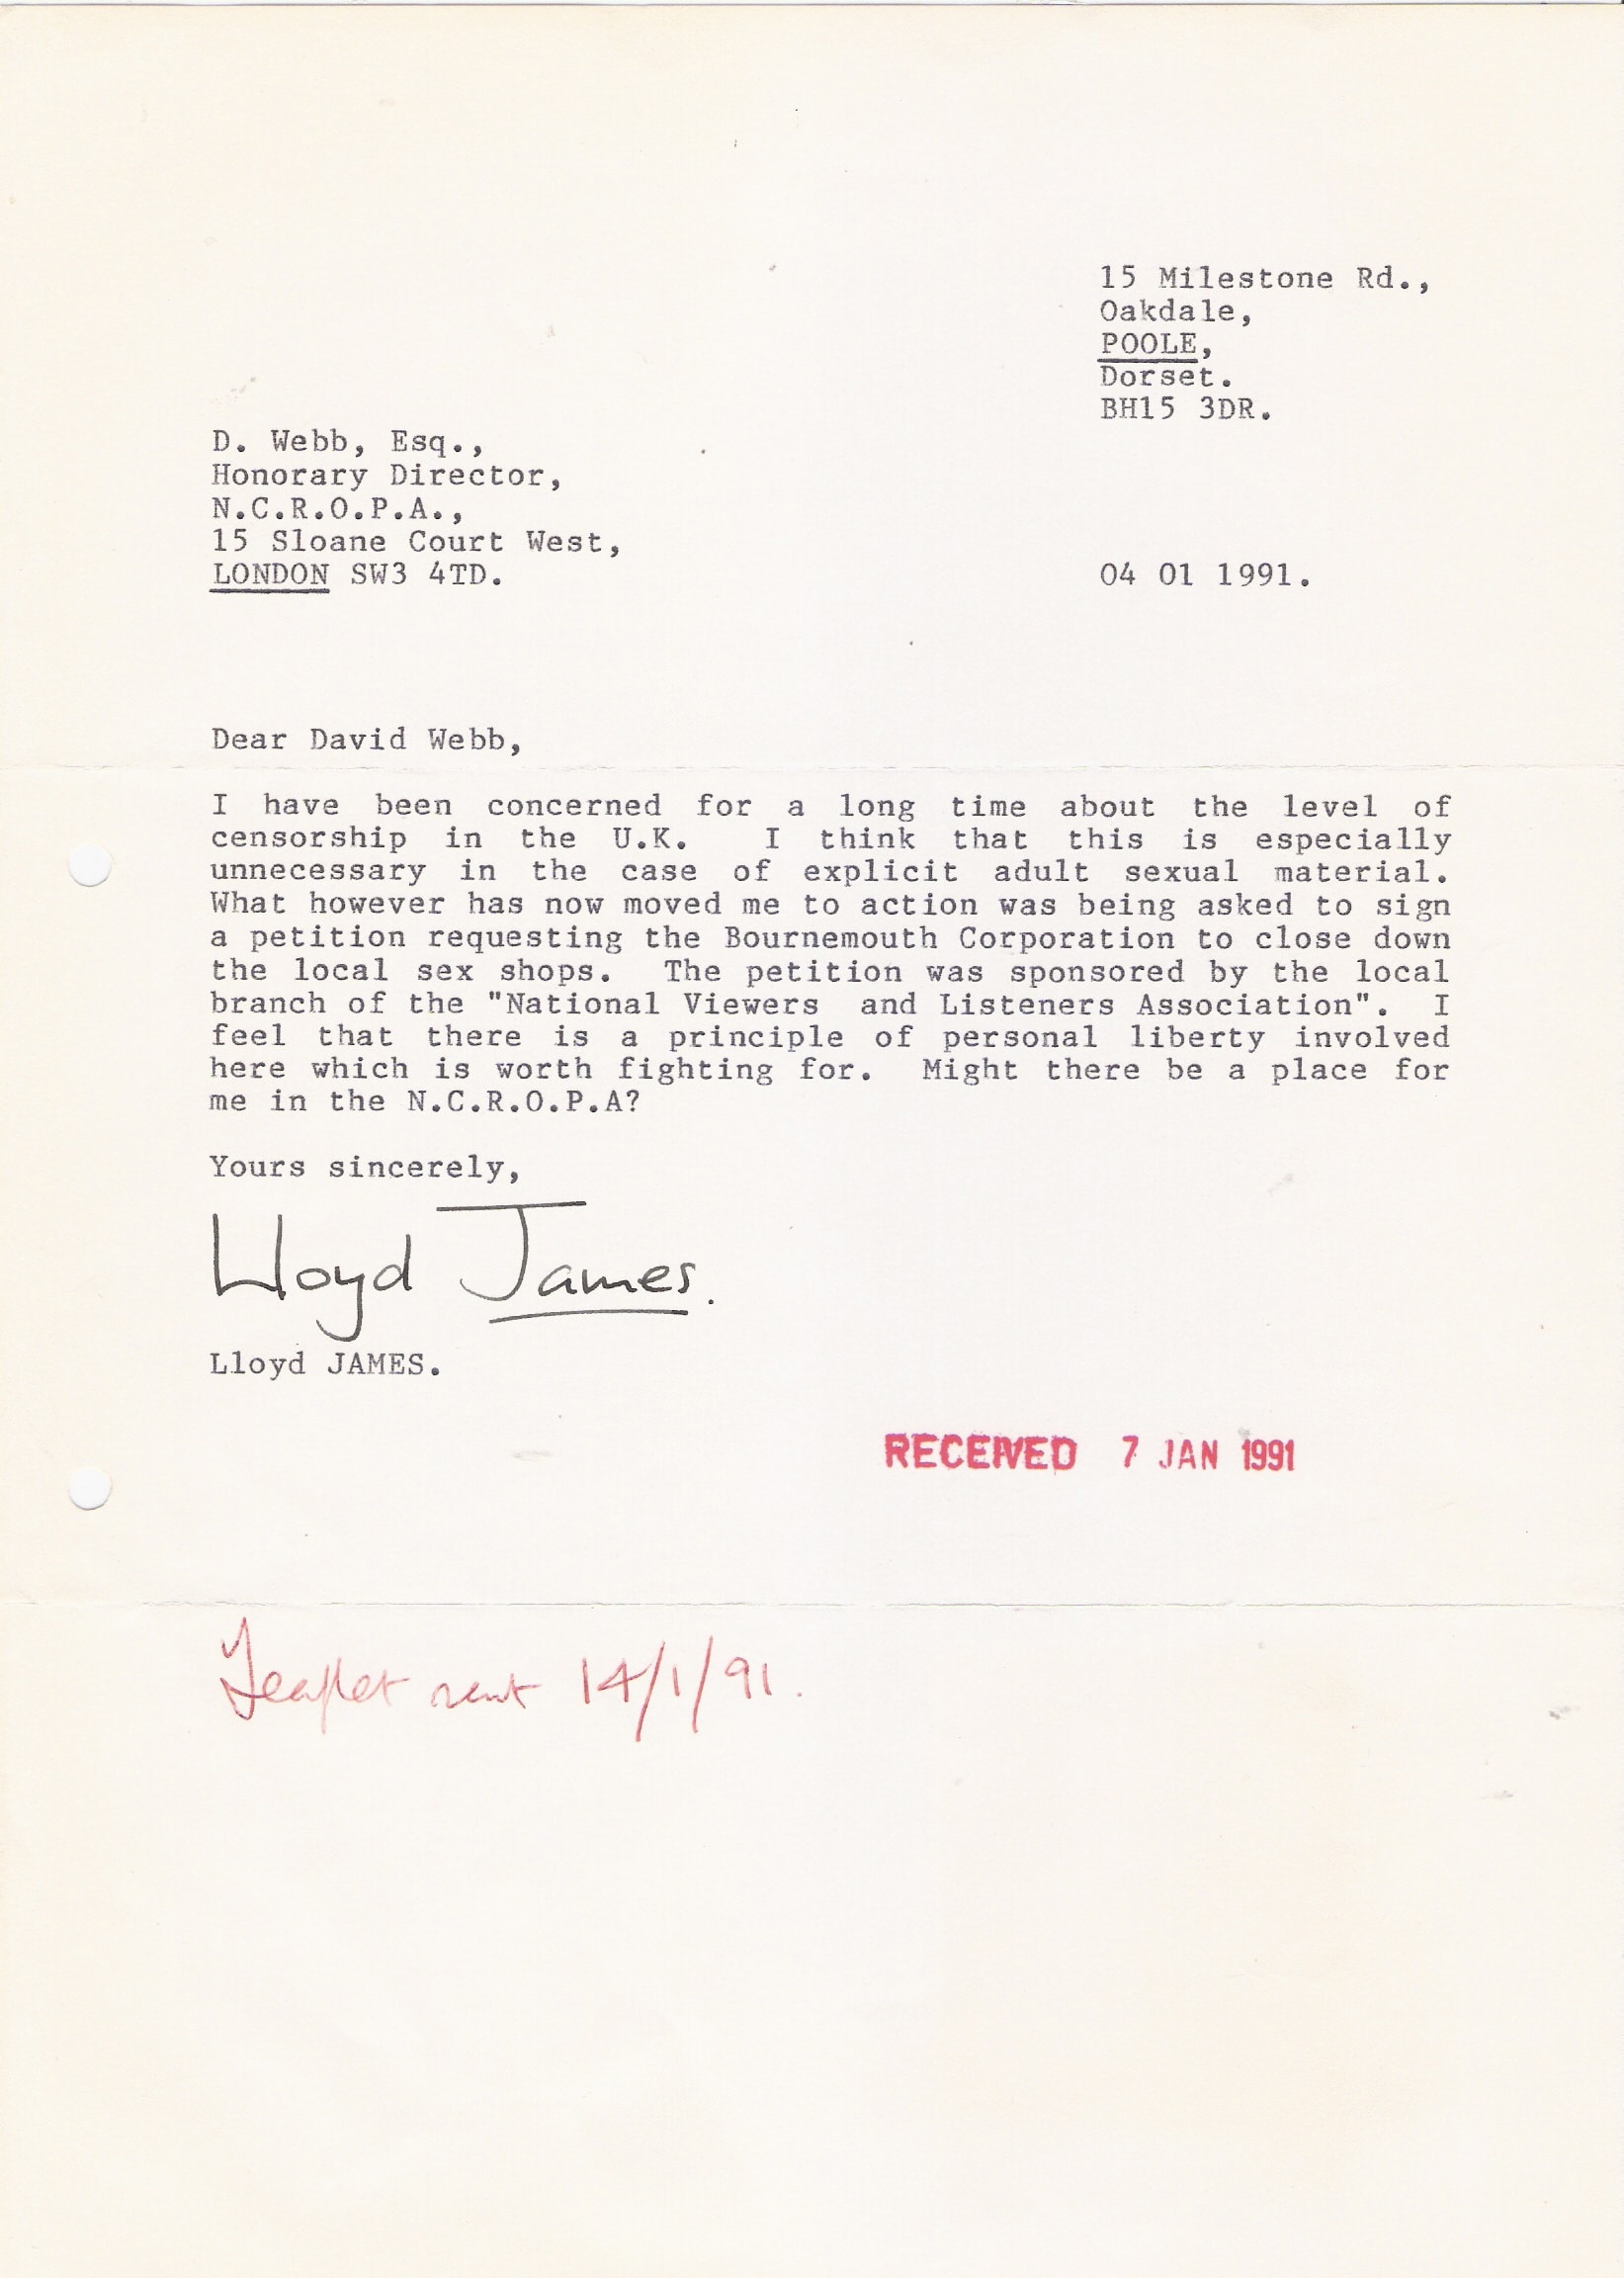 15 Milestone Rd.,
Oakdale,
POOLE,
Dorset.
BH15 3DR.
D. Webb, Esq.,
Honorary Director,
N.C.R.O.P.A.,
15 Sloane Court West,
LONDON SW3 4TD.
04 01 1991.
Dear David Webb,
I have been concerned for a long time about the level of
censorship in the U.K. I think that this is especially
unnecessary in the case of explicit adult sexual material.
What however has now moved me to action was being asked to sign
a petition requesting the Bournemouth Corporation to close down
the local sex shops. The petition was sponsored by the local
branch of the "National Viewers and Listeners Association". I
feel that there is a principle of personal liberty involved
here which is worth fighting for. Might there be a place for
me in the N.C.R.O.P.A?
Yours sincerely,
Lloyd James.
Lloyd JAMES.
RECEIVED 7 JAN 1991
Leaflet sent 14/1/91.